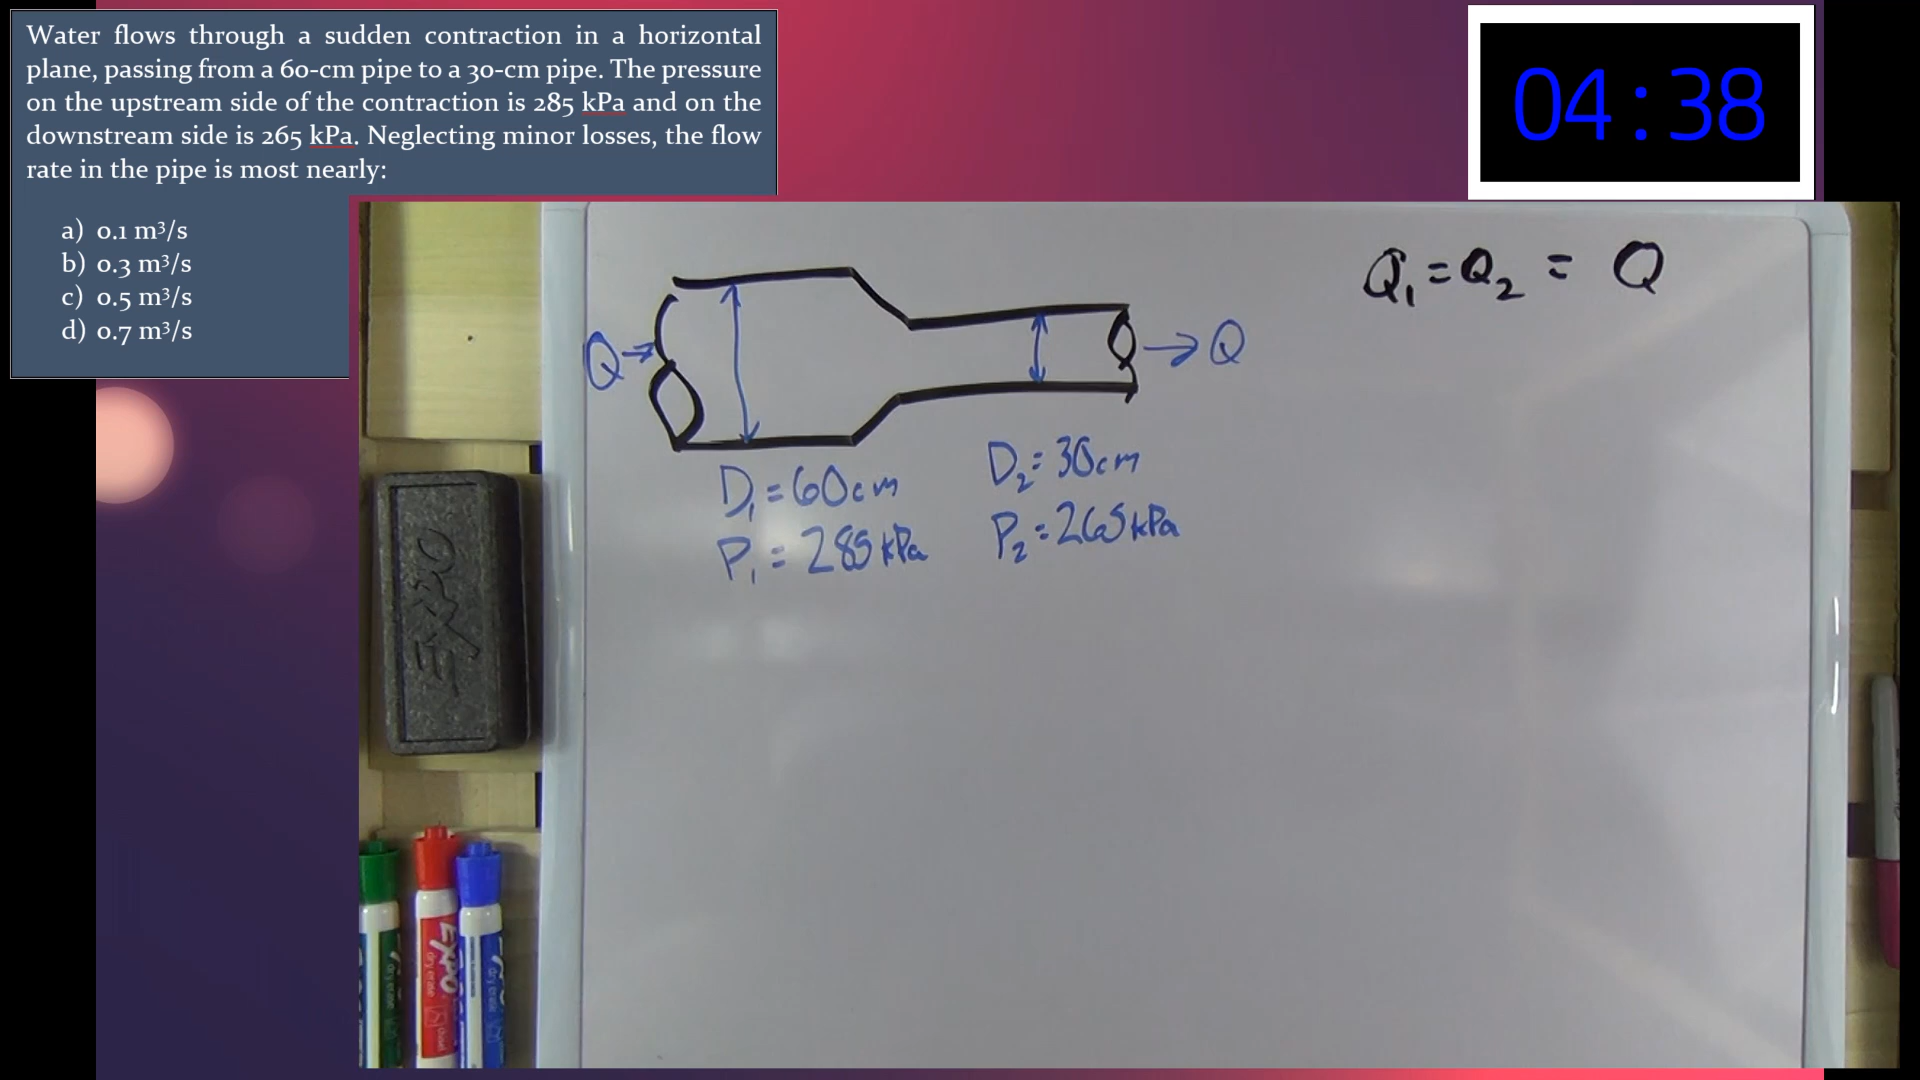 Water flows through a sudden contraction in a horizontal
plane, passing from a 60-cm pipe to a 30-cm pipe. The pressure
on the upstream side of the contraction is 285 kPa and on the
downstream side is 265 kPa. Neglecting minor losses, the flow
rate in the pipe is most nearly:
a) 0.1 m³/s
b) 0.3 m³/s
c) 0.5 m³/s
d) 0.7 m³/s
04:38
Q₁ = Q₂ = Q
Q → → Q
D₁ = 60cm
D₂ = 30cm
P₁ = 285 kPa
P₂ = 265 kPa
EXPO
EXPO
dry erase
dry erase